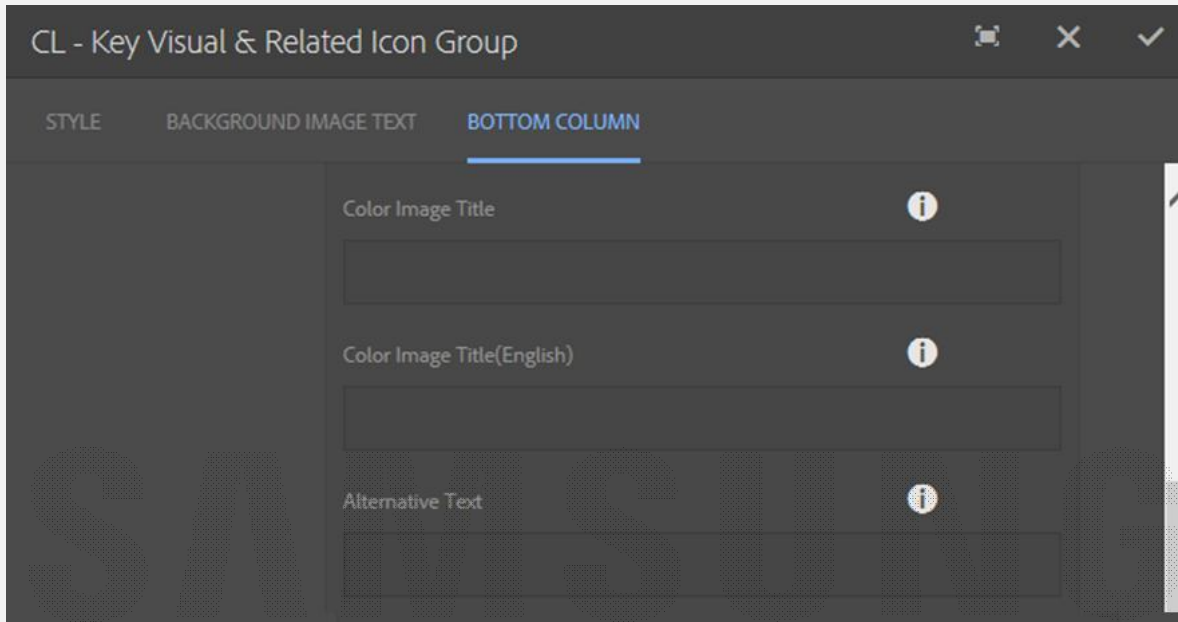 CL - Key Visual & Related Icon Group
STYLE BACKGROUND IMAGE TEXT BOTTOM COLUMN
Color Image Title
Color Image Title(English)
Alternative Text
SAMSUNG